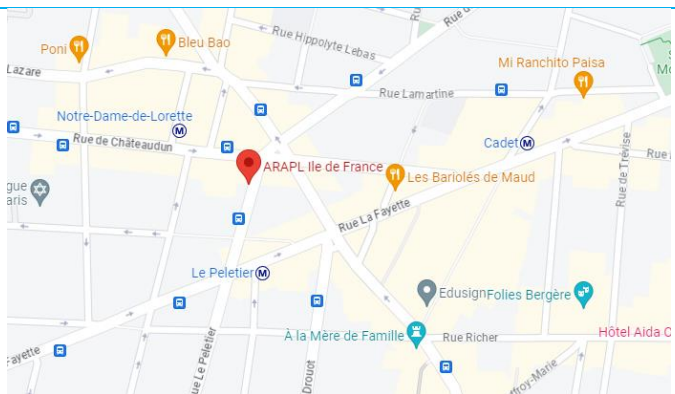 Rue Hippolyte Lebas
Bleu Bao
Poni
Lazare
Mi Ranchito Paisa
Rue Lamartine
Notre-Dame-de-Lorette
Rue de Châteaudun
Cadet
ARAPL Ile de France
Les Bariolés de Maud
Rue de Trévise
Rue La Fayette
Le Peletier
Edusign
Folies Bergère
À la Mère de Famille
Rue Richer
Hôtel Aida
Fayette
Rue Le Peletier
Drouot